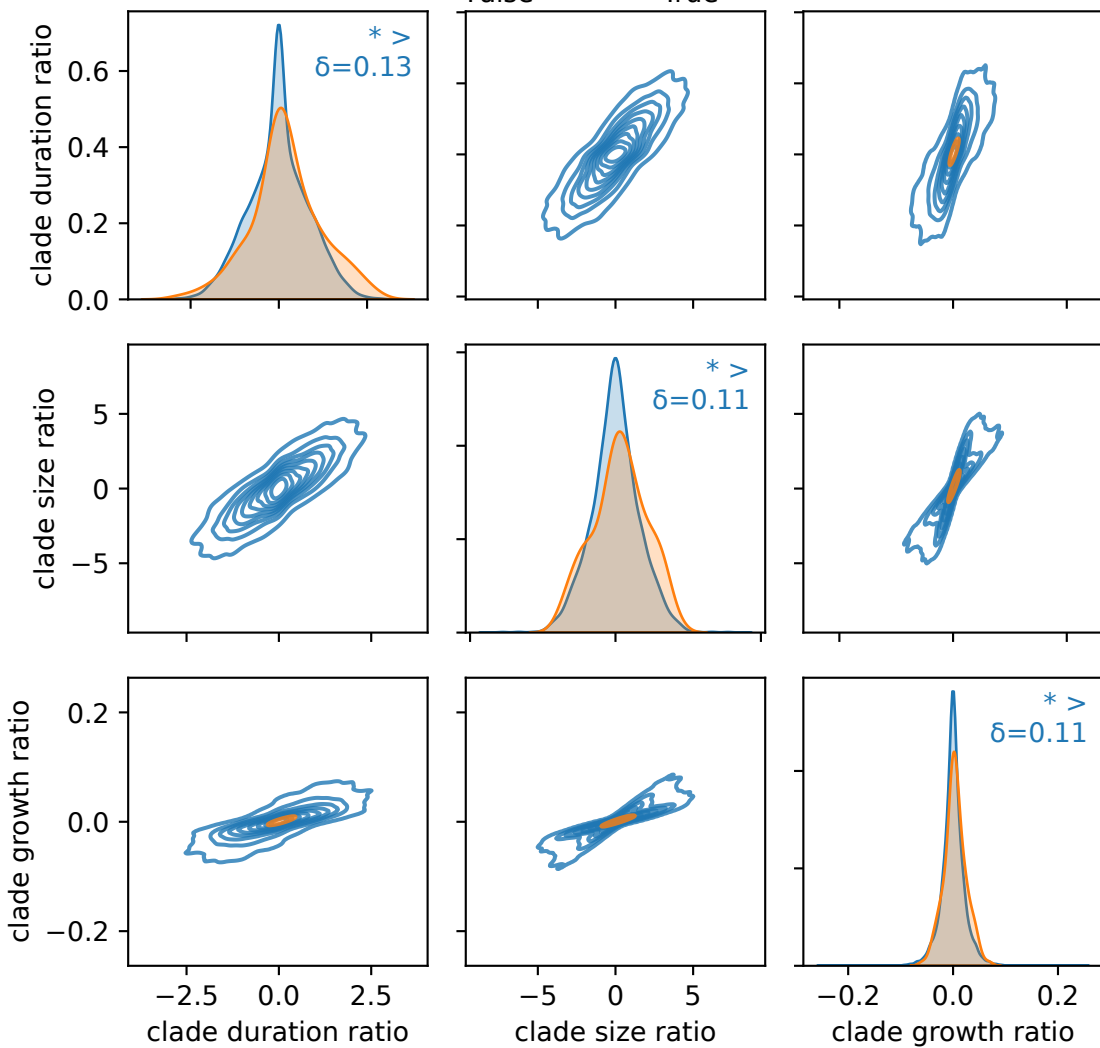 clade duration ratio
0.6
0.4
0.2
0.0
* >
δ=0.13
clade size ratio
5
0
−5
* >
δ=0.11
clade growth ratio
0.2
0.0
−0.2
* >
δ=0.11
−2.5 0.0 2.5
−5 0 5
−0.2 0.0 0.2
clade duration ratio
clade size ratio
clade growth ratio